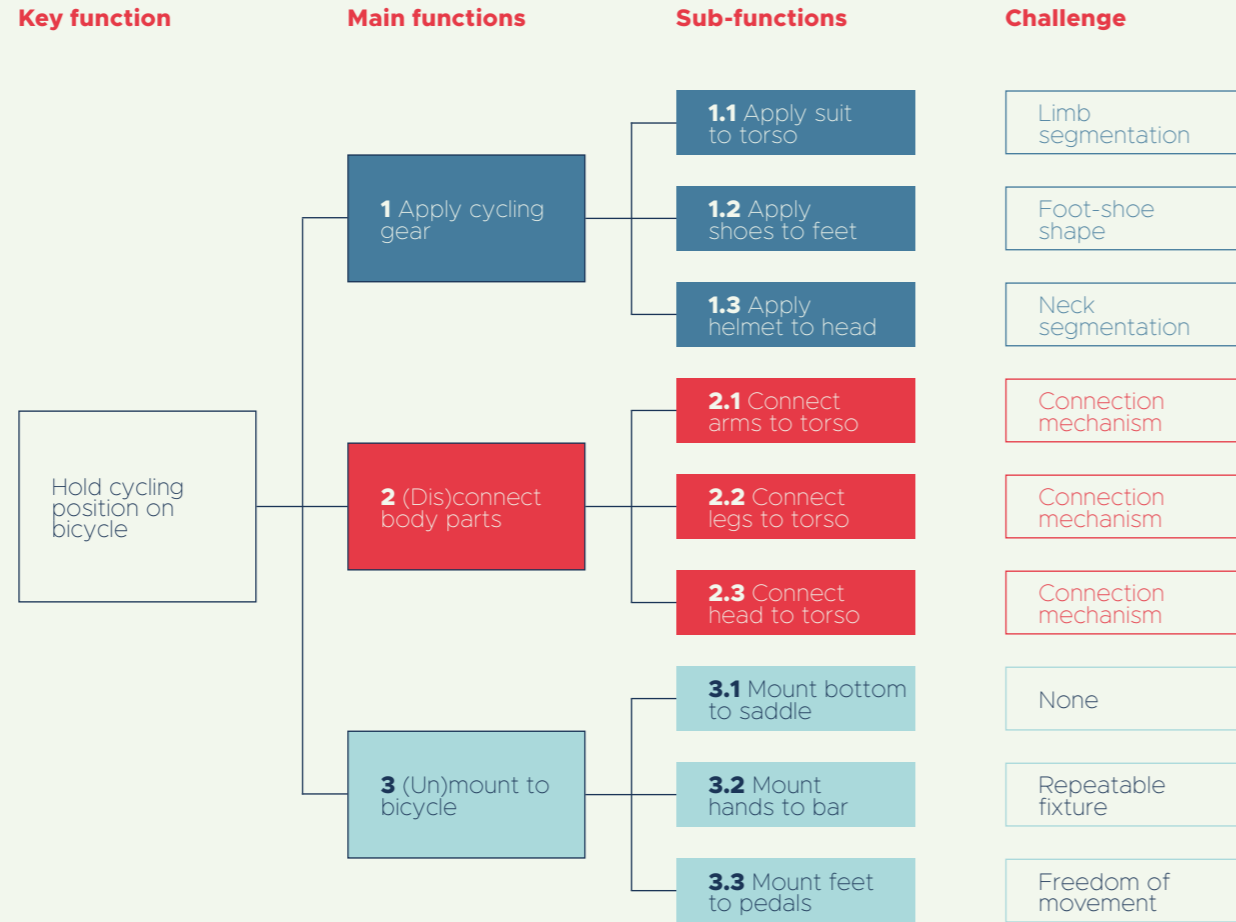 Key function
Main functions
Sub-functions
Challenge
Hold cycling
position on
bicycle
1 Apply cycling
gear
1.1 Apply suit
to torso
Limb
segmentation
1.2 Apply
shoes to feet
Foot-shoe
shape
1.3 Apply
helmet to head
Neck
segmentation
2 (Dis)connect
body parts
2.1 Connect
arms to torso
Connection
mechanism
2.2 Connect
legs to torso
Connection
mechanism
2.3 Connect
head to torso
Connection
mechanism
3 (Un)mount to
bicycle
3.1 Mount bottom
to saddle
None
3.2 Mount
hands to bar
Repeatable
fixture
3.3 Mount feet
to pedals
Freedom of
movement